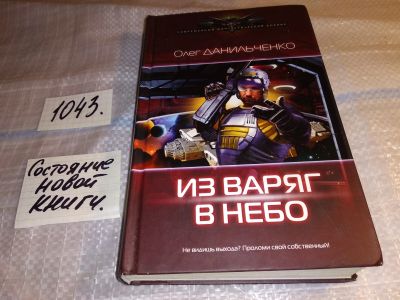 1043.
Состояние
новой
книги.
Олег ДАНИЛЬЧЕНКО
ИЗ ВАРЯГ
В НЕБО
Не видишь выхода? Проломи свой собственный!